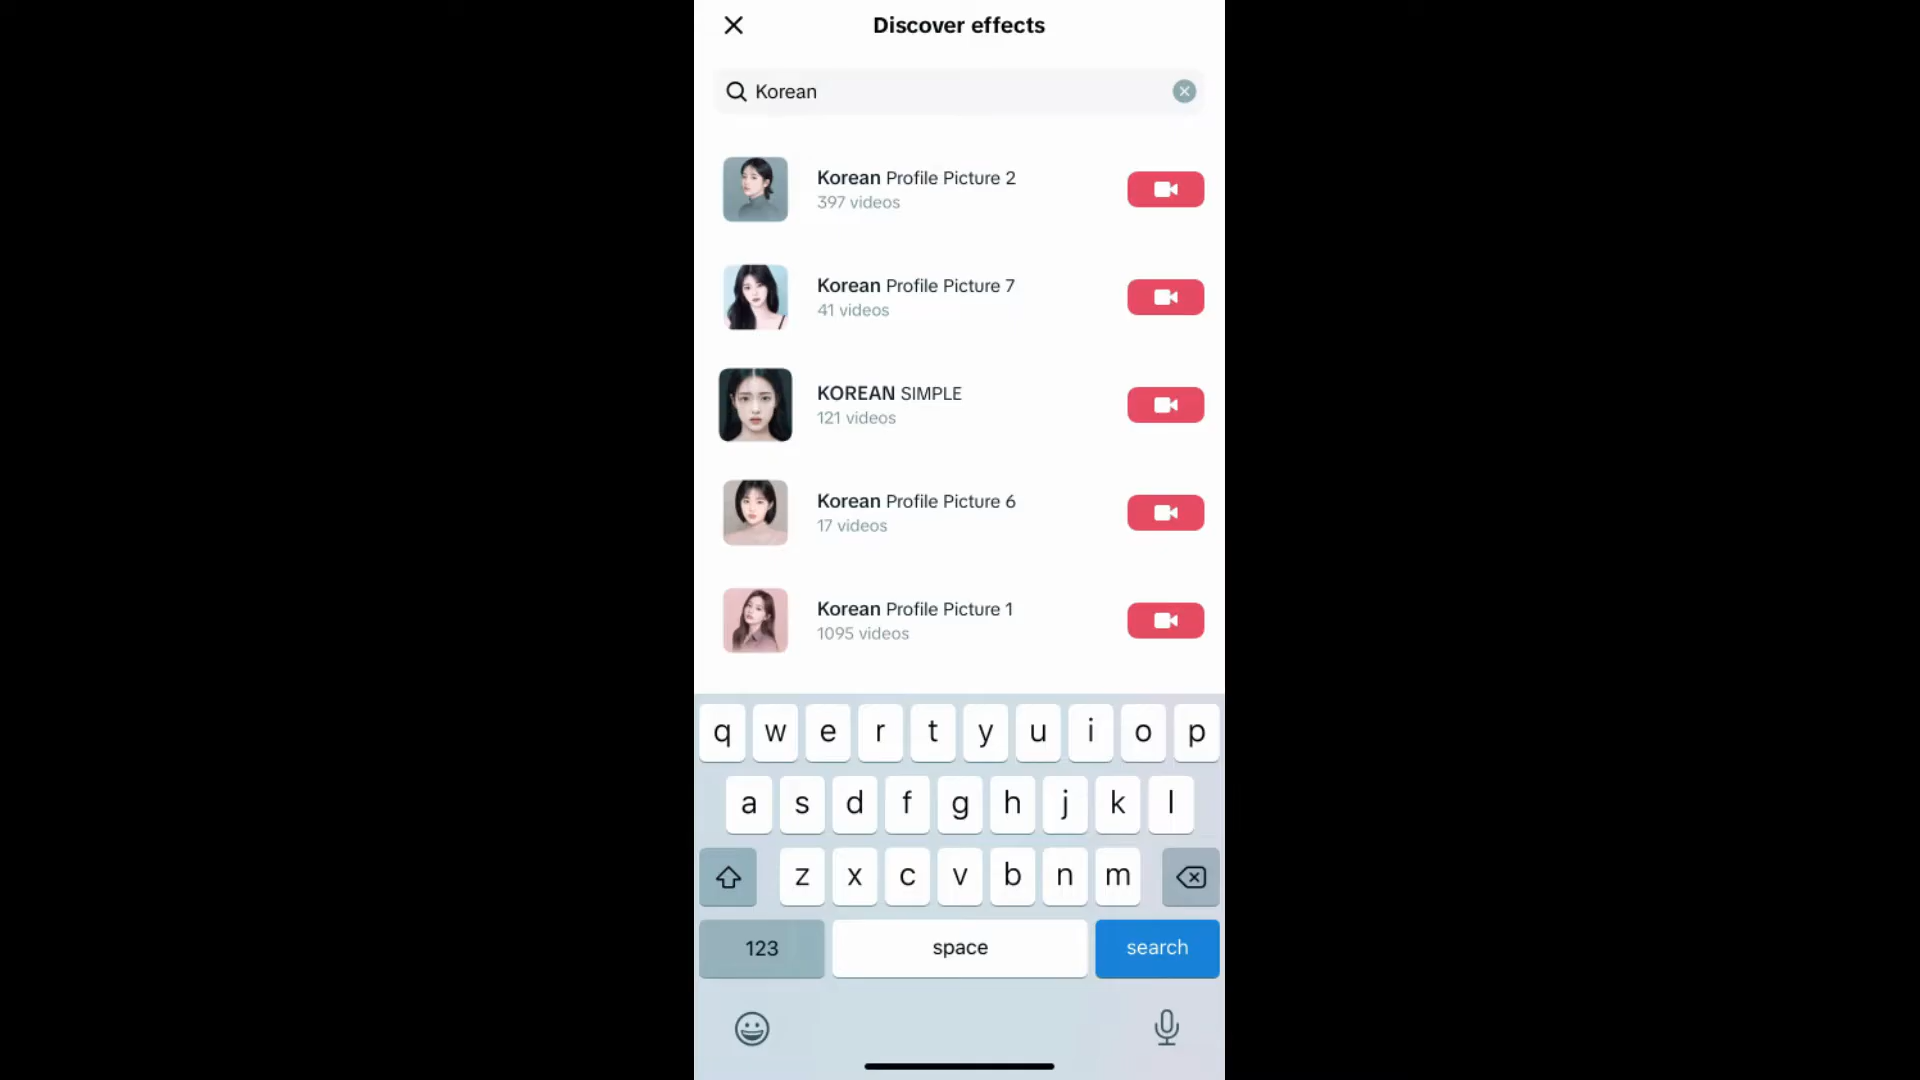 Discover effects
Korean
Korean Profile Picture 2
397 videos
Korean Profile Picture 7
41 videos
KOREAN SIMPLE
121 videos
Korean Profile Picture 6
17 videos
Korean Profile Picture 1
1095 videos
q w e r t y u i o p
a s d f g h j k l
z x c v b n m
123 space search